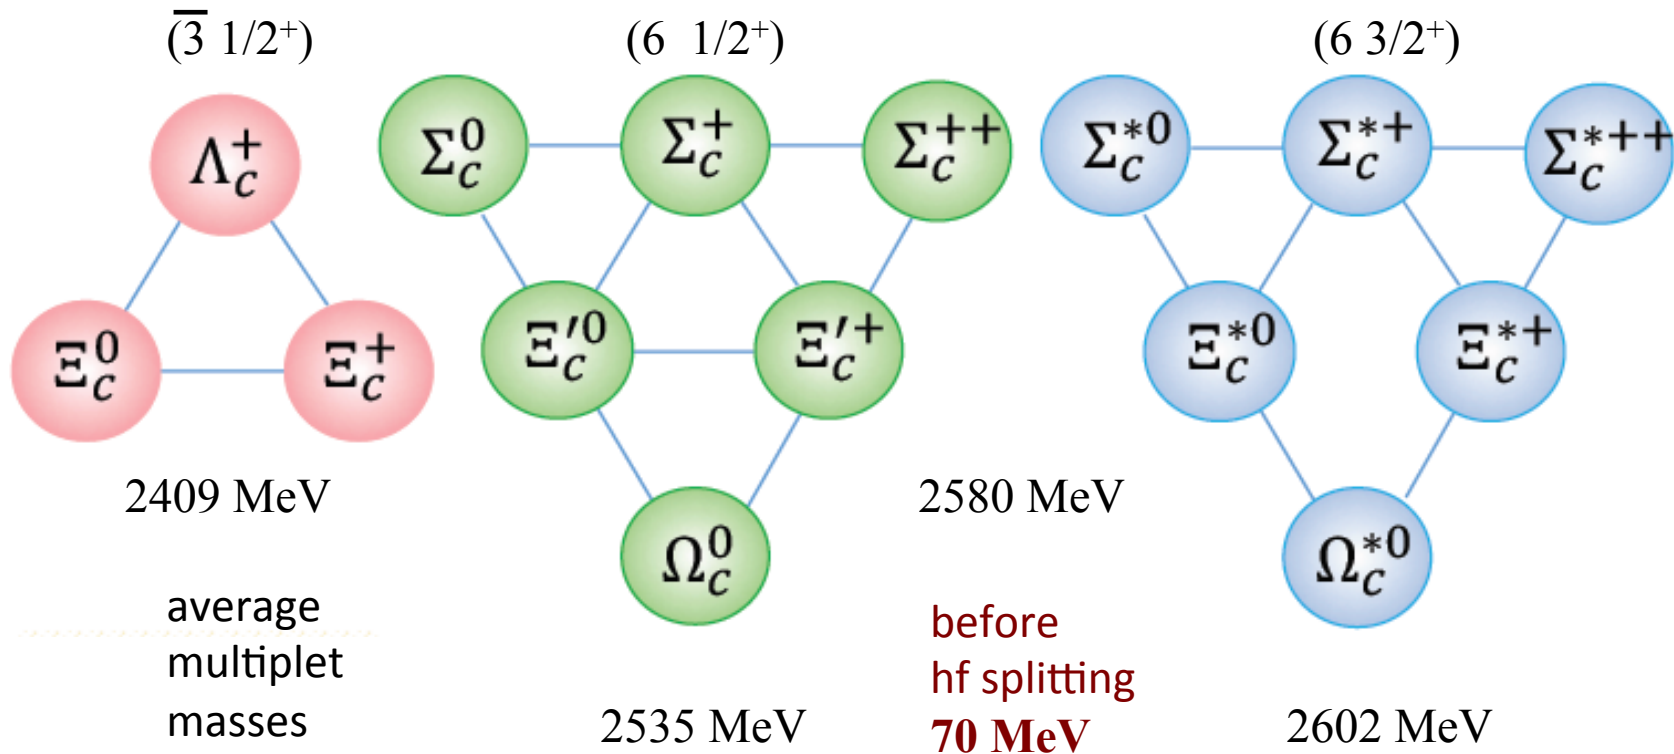 (3̅ 1/2⁺) (6 1/2⁺) (6 3/2⁺)
Λ_c^+ Σ_c^0 Σ_c^+ Σ_c^{++} Σ_c^{*0} Σ_c^{*+} Σ_c^{*++}
Ξ_c^0 Ξ_c^+ Ξ_c^{′0} Ξ_c^{′+} Ξ_c^{*0} Ξ_c^{*+}
2409 MeV 2580 MeV
Ω_c^0 Ω_c^{*0}
average
multiplet
masses
before
hf splitting
70 MeV
2535 MeV 2602 MeV